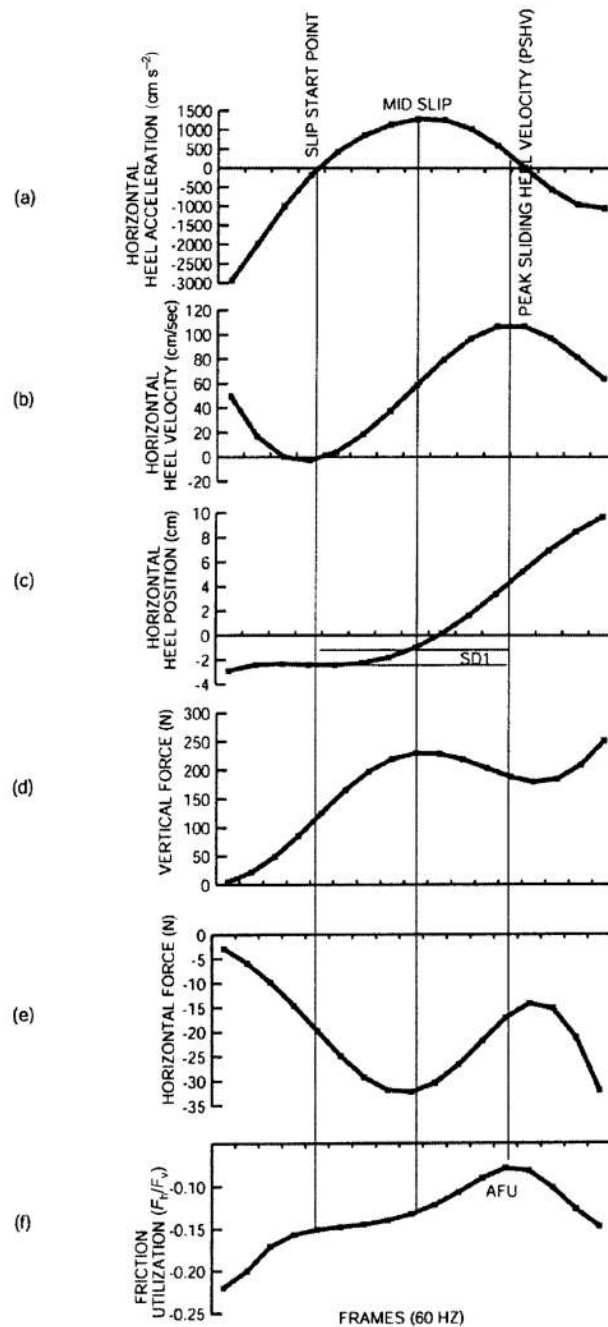 SLIP START POINT
MID SLIP
PEAK SLIDING HEEL VELOCITY (PSHV)
(a)
HORIZONTAL
HEEL ACCELERATION (cm s⁻²)
1500
1000
500
0
-500
-1000
-1500
-2000
-2500
-3000
(b)
HORIZONTAL
HEEL VELOCITY (cm/sec)
120
100
80
60
40
20
0
-20
(c)
HORIZONTAL
HEEL POSITION (cm)
10
8
6
4
2
0
-2
-4
SD1
(d)
VERTICAL FORCE (N)
300
250
200
150
100
50
0
(e)
HORIZONTAL FORCE (N)
0
-5
-10
-15
-20
-25
-30
-35
(f)
FRICTION
UTILIZATION (Fh/Fv)
-0.10
-0.15
-0.20
-0.25
AFU
FRAMES (60 HZ)